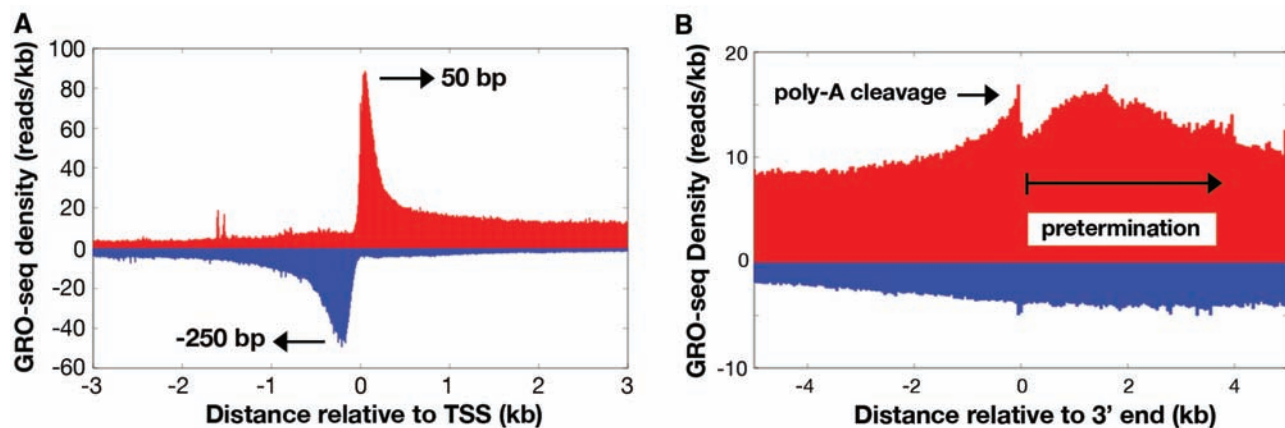 A
GRO-seq density (reads/kb)
100
80
60
40
20
0
-20
-40
-60
50 bp
-250 bp
-3
-2
-1
0
1
2
3
Distance relative to TSS (kb)
B
GRO-seq Density (reads/kb)
20
10
0
-10
poly-A cleavage
pretermination
-4
-2
0
2
4
Distance relative to 3' end (kb)